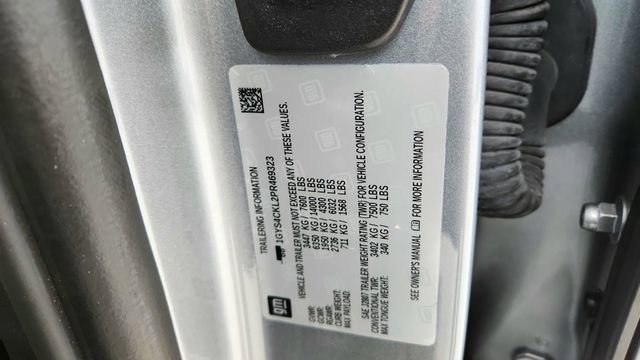 TRAILERING INFORMATION
1GYS4CKL2PR469323
VEHICLE AND TRAILER MUST NOT EXCEED ANY OF THESE VALUES.
GVWR: 3447 KG / 7600 LBS
GCWR: 6350 KG / 14000 LBS
RGAWR: 1950 KG / 4300 LBS
CURB WEIGHT: 2736 KG / 6032 LBS
MAX PAYLOAD: 711 KG / 1568 LBS
SAE J2807 TRAILER WEIGHT RATING (TWR) FOR VEHICLE CONFIGURATION.
CONVENTIONAL TWR: 3402 KG / 7500 LBS
MAX TONGUE WEIGHT: 340 KG / 750 LBS
SEE OWNER'S MANUAL FOR MORE INFORMATION
gm